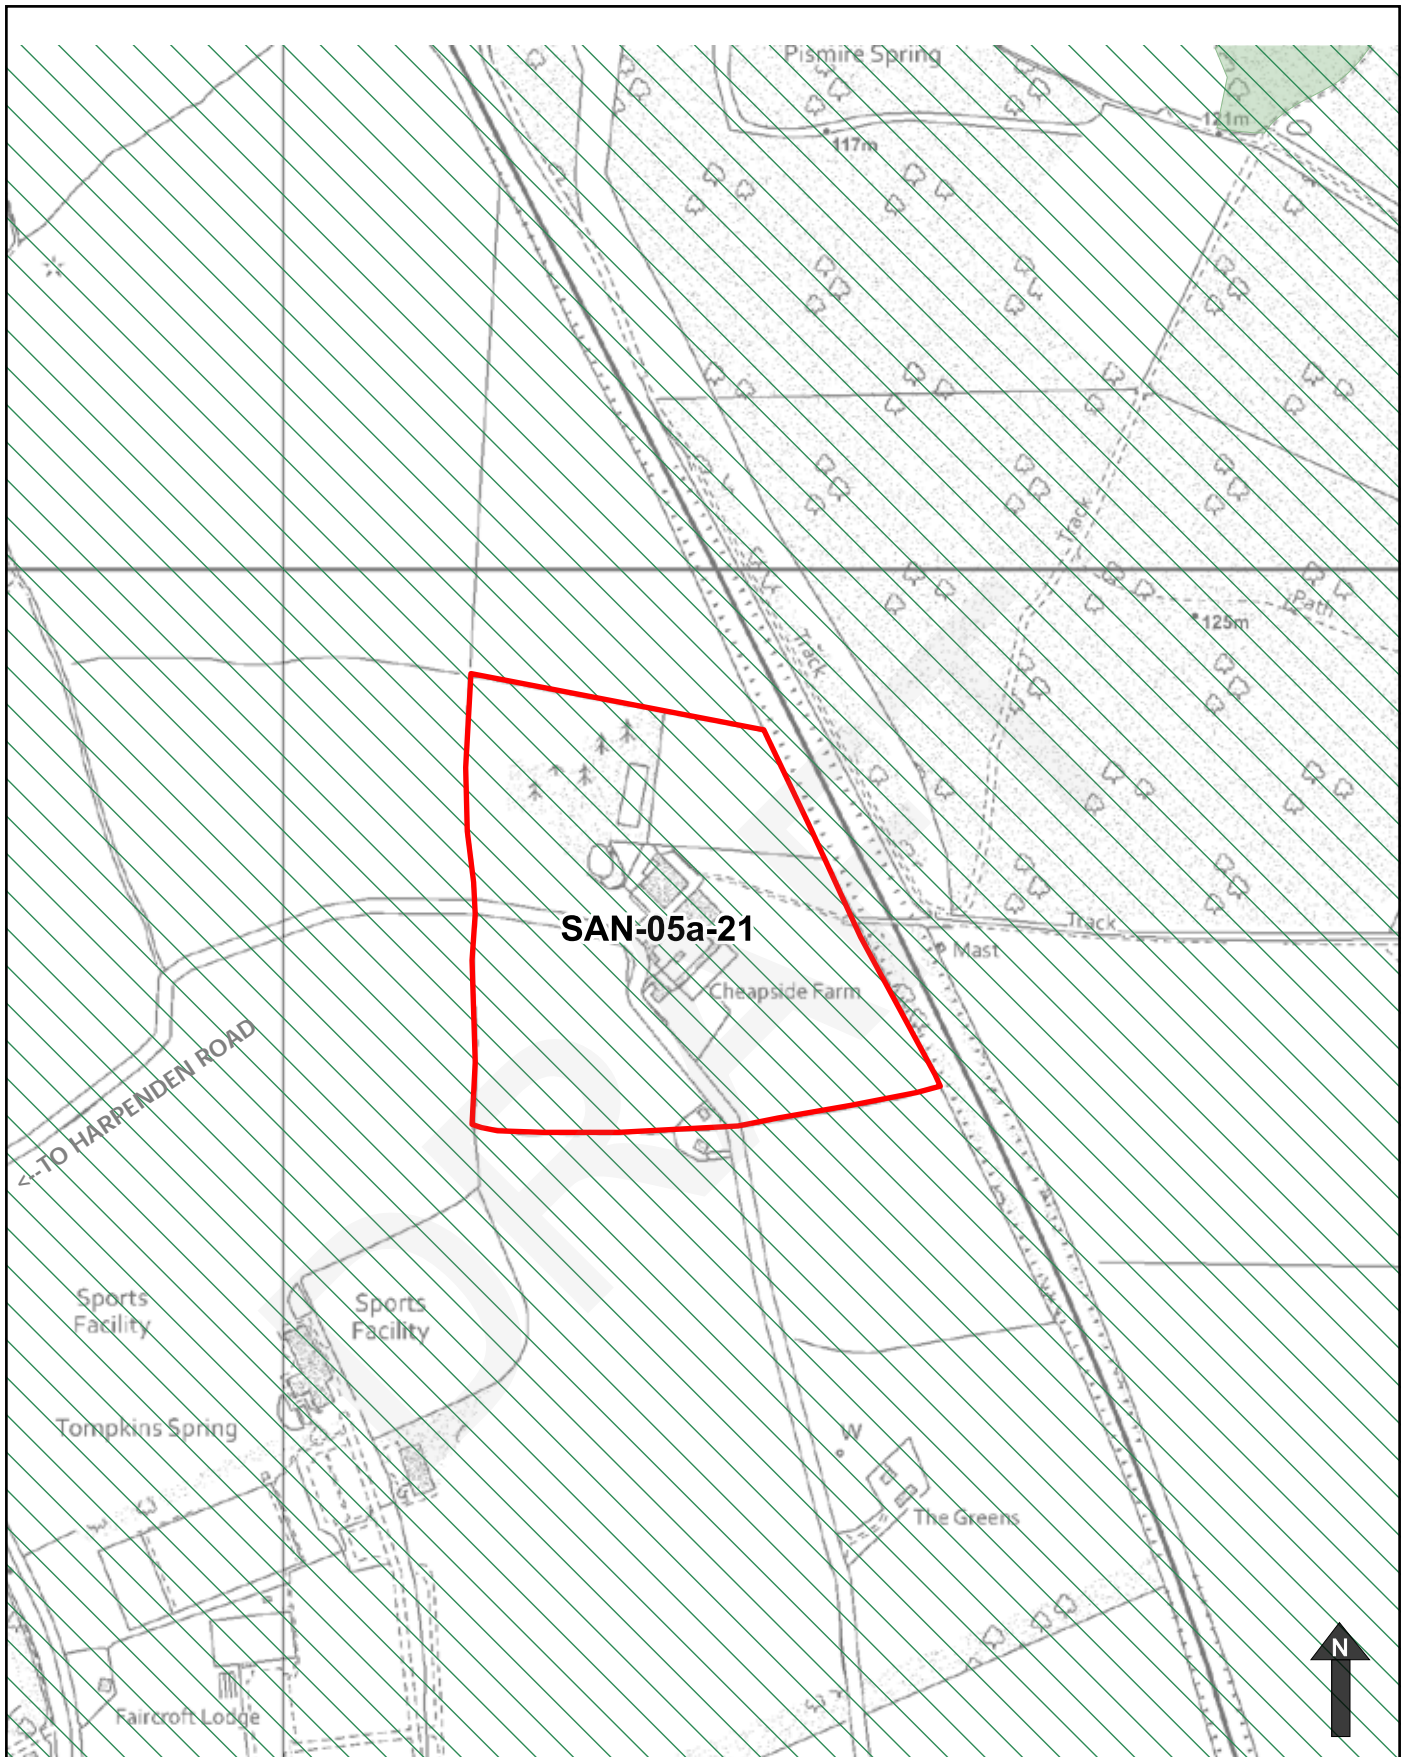 Pismire Spring
121m
117m
Track
Path
125m
Track
SAN-05a-21
Track
Mast
Cheapside Farm
<--TO HARPENDEN ROAD
DRAFT
Sports
Facility
Sports
Facility
Tompkins Spring
W
The Greens
N
Faircroft Lodge